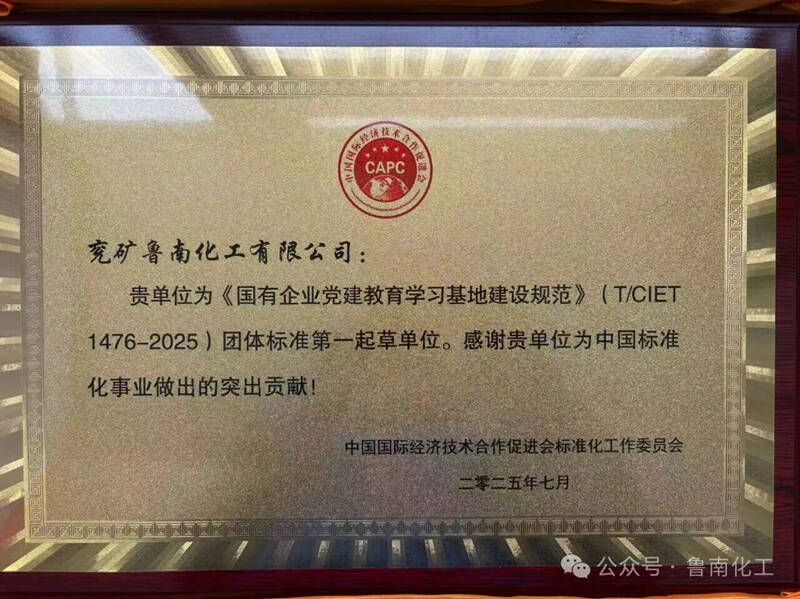 中国国际经济技术合作促进会
CAPC
兖矿鲁南化工有限公司：
贵单位为《国有企业党建教育学习基地建设规范》（T/CIET
1476-2025）团体标准第一起草单位。感谢贵单位为中国标准
化事业做出的突出贡献！
中国国际经济技术合作促进会标准化工作委员会
二零二五年七月
公众号·鲁南化工